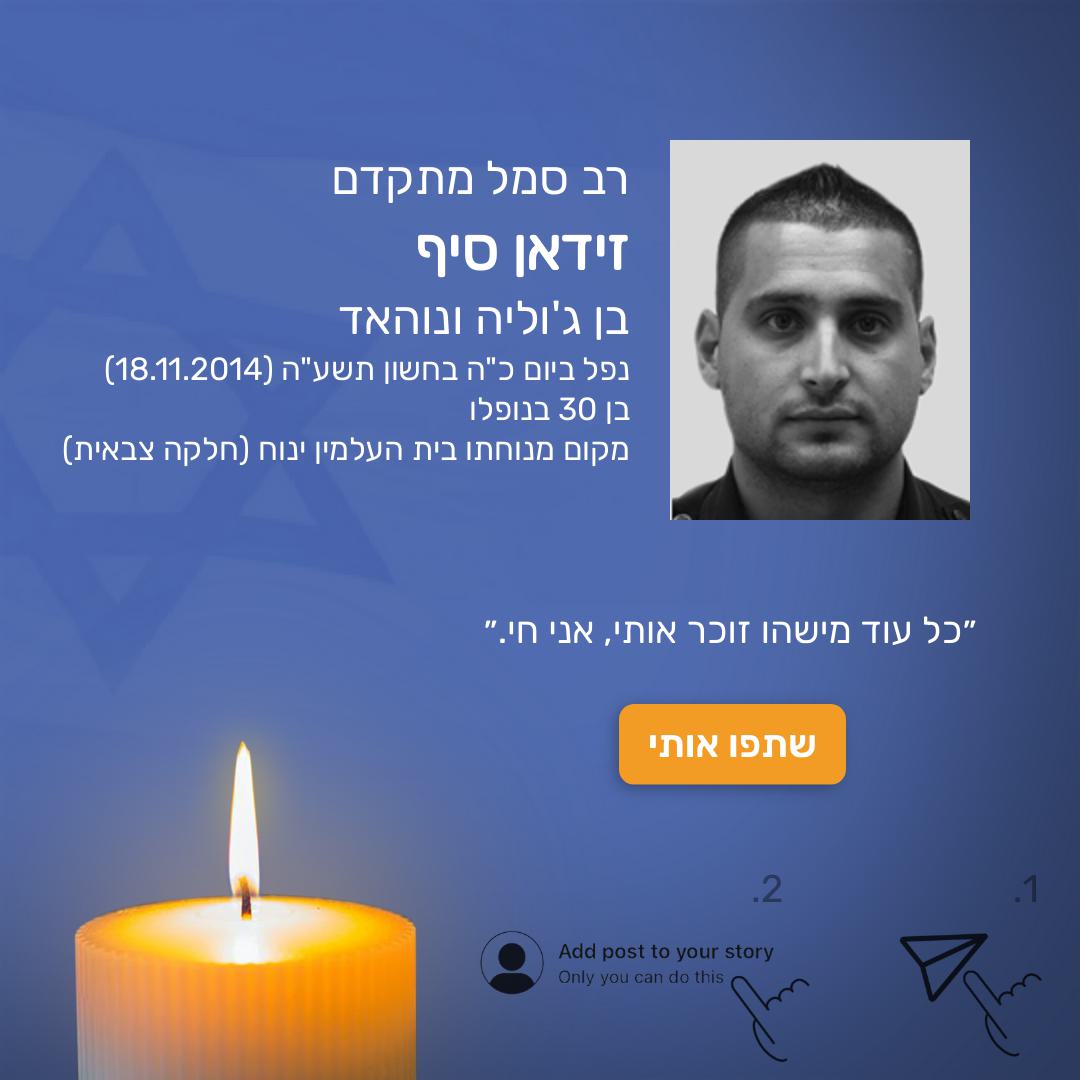 רב סמל מתקדם
זידאן סיף
בן ג'וליה ונוהאד
נפל ביום כ"ה בחשון תשע"ה (18.11.2014)
בן 30 בנופלו
מקום מנוחתו בית העלמין ינוח (חלקה צבאית)
״כל עוד מישהו זוכר אותי, אני חי.״
שתפו אותי
1.
2.
Add post to your story
Only you can do this